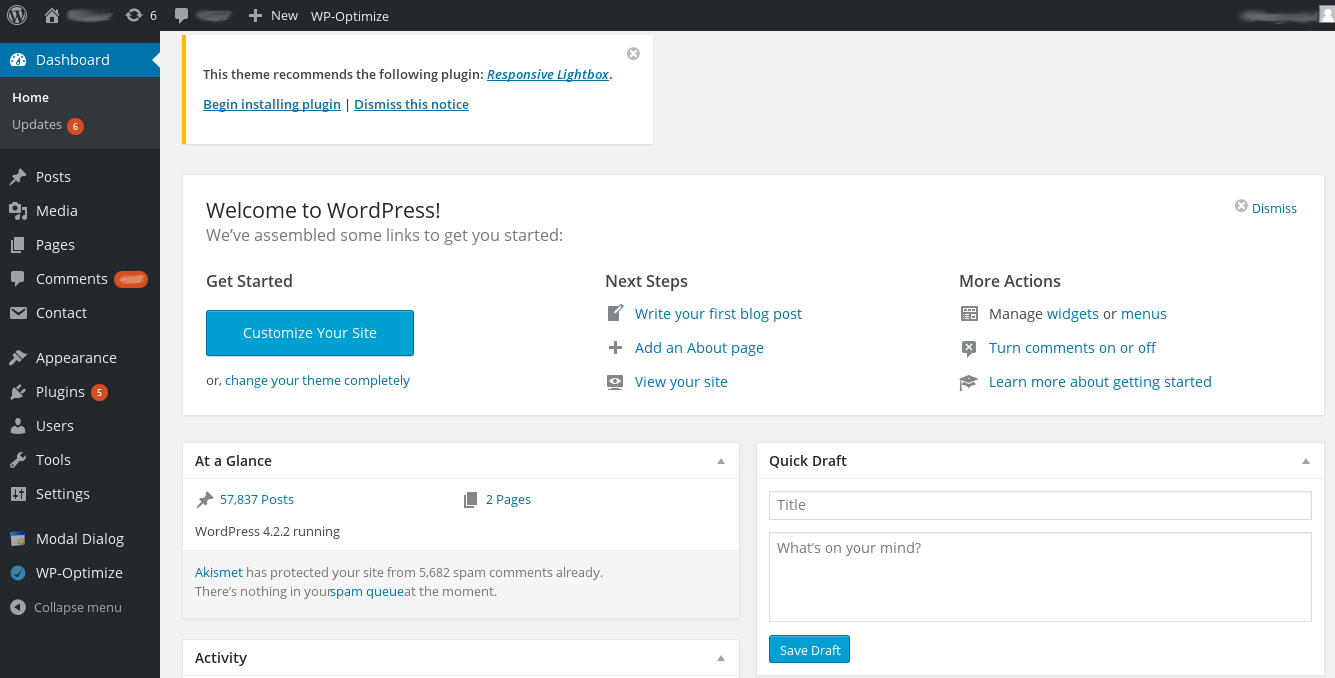 6
New
WP-Optimize
Dashboard
Home
Updates 6
Posts
Media
Pages
Comments
Contact
Appearance
Plugins 5
Users
Tools
Settings
Modal Dialog
WP-Optimize
Collapse menu
This theme recommends the following plugin: Responsive Lightbox.
Begin installing plugin | Dismiss this notice
Welcome to WordPress!
Dismiss
We've assembled some links to get you started:
Get Started
Customize Your Site
or, change your theme completely
Next Steps
Write your first blog post
Add an About page
View your site
More Actions
Manage widgets or menus
Turn comments on or off
Learn more about getting started
At a Glance
57,837 Posts
2 Pages
WordPress 4.2.2 running
Akismet has protected your site from 5,682 spam comments already.
There's nothing in your spam queue at the moment.
Activity
Quick Draft
Title
What's on your mind?
Save Draft